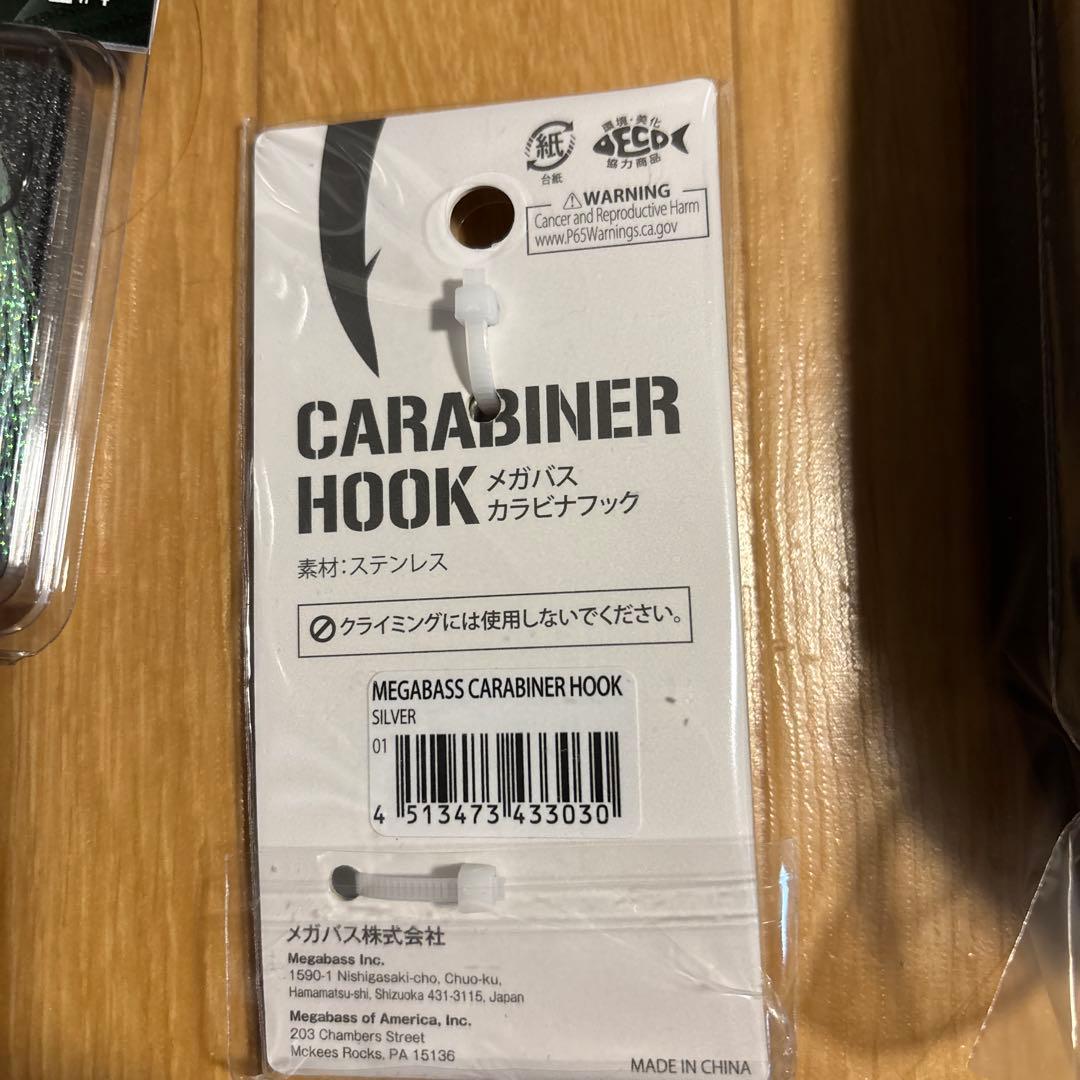 紙
台紙
環境・美化
ECO
協力商品
⚠WARNING
Cancer and Reproductive Harm
www.P65Warnings.ca.gov
CARABINER
HOOK
メガバス
カラビナフック
素材:ステンレス
クライミングには使用しないでください。
MEGABASS CARABINER HOOK
SILVER
01
4 513473 433030
メガバス株式会社
Megabass Inc.
1590-1 Nishigasaki-cho, Chuo-ku,
Hamamatsu-shi, Shizuoka 431-3115, Japan
Megabass of America, Inc.
203 Chambers Street
Mckees Rocks, PA 15136
MADE IN CHINA